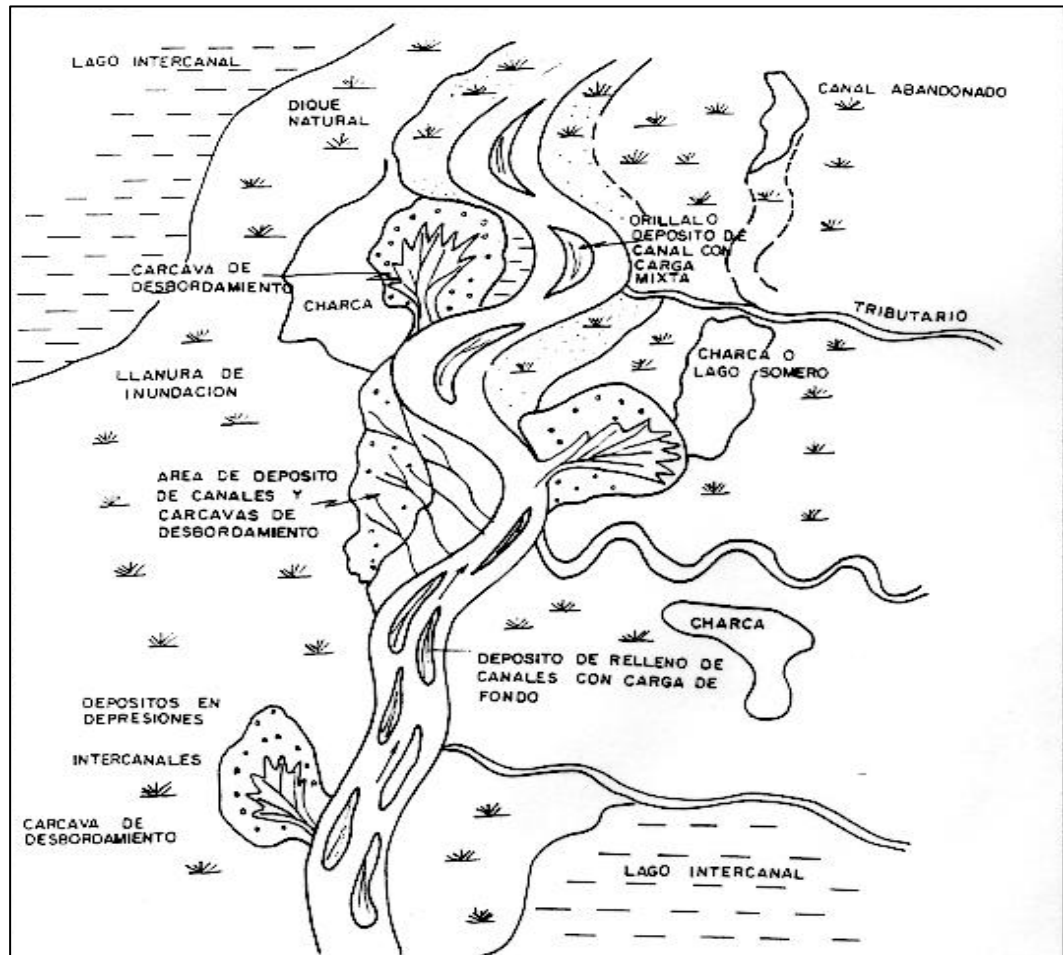 LAGO INTERCANAL
DIQUE
NATURAL
CANAL ABANDONADO
ORILLAL O
DEPOSITO DE
CANAL CON
CARGA
MIXTA
CARCAVA DE
DESBORDAMIENTO
CHARCA
TRIBUTARIO
CHARCA O
LAGO SOMERO
LLANURA DE
INUNDACION
AREA DE DEPOSITO
DE CANALES Y
CARCAVAS DE
DESBORDAMIENTO
CHARCA
DEPOSITO DE RELLENO DE
CANALES CON CARGA DE
FONDO
DEPOSITOS EN
DEPRESIONES
INTERCANALES
CARCAVA DE
DESBORDAMIENTO
LAGO INTERCANAL